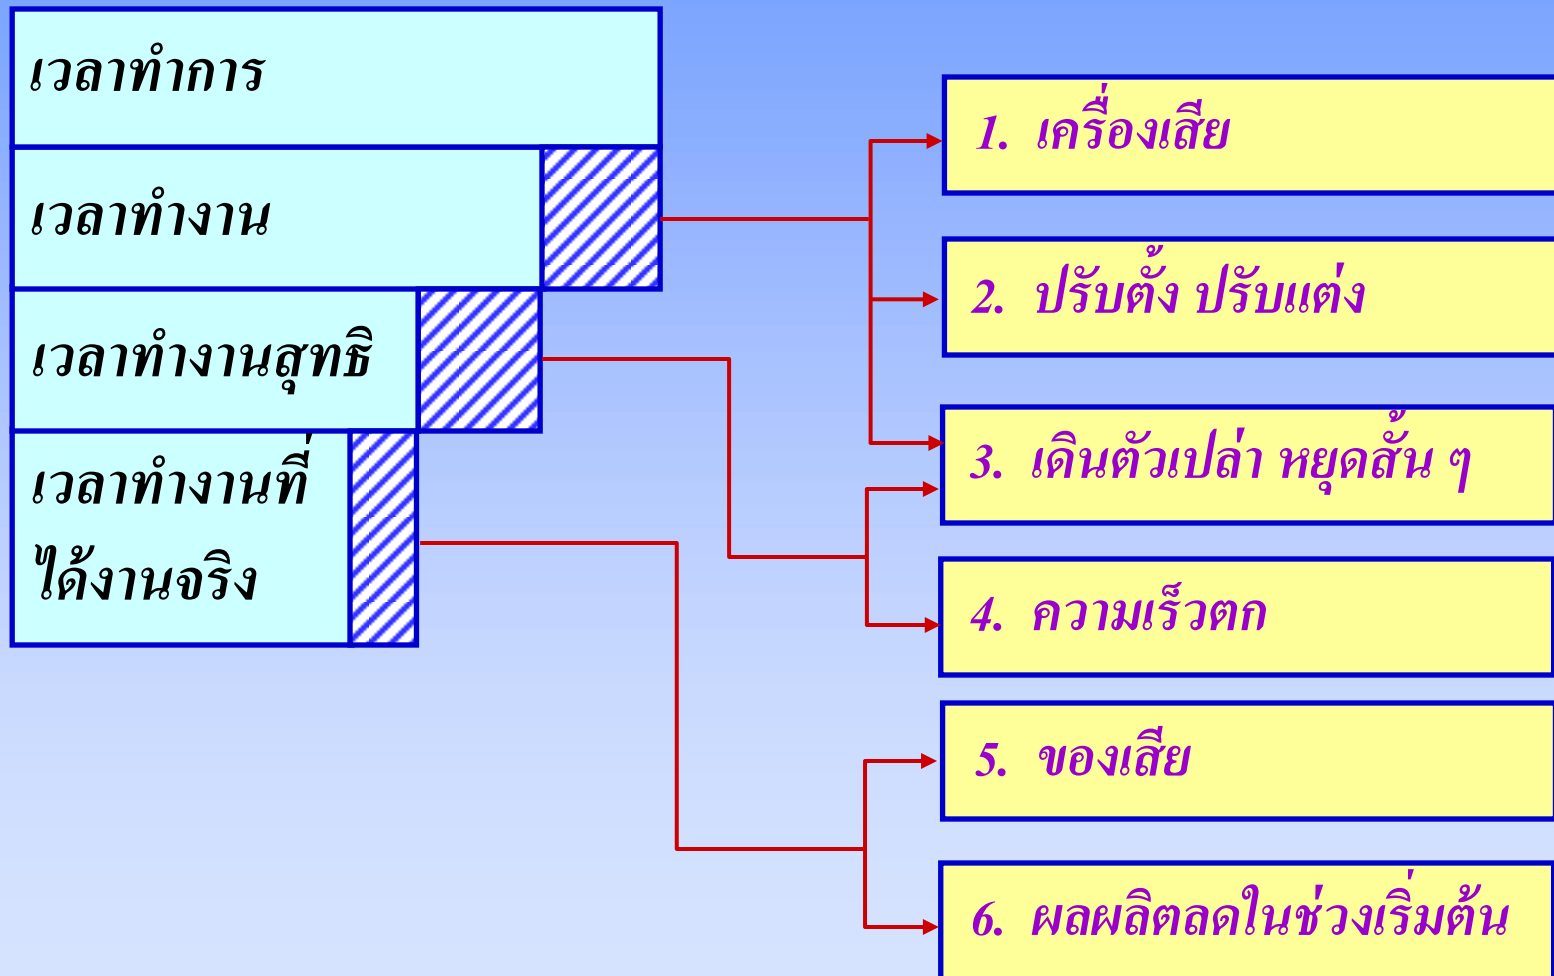 เวลาทำการ
เวลาทำงาน
เวลาทำงานสุทธิ
เวลาทำงานที่
ได้งานจริง
1. เครื่องเสีย
2. ปรับตั้ง ปรับแต่ง
3. เดินตัวเปล่า หยุดสั้น ๆ
4. ความเร็วตก
5. ของเสีย
6. ผลผลิตลดในช่วงเริ่มต้น